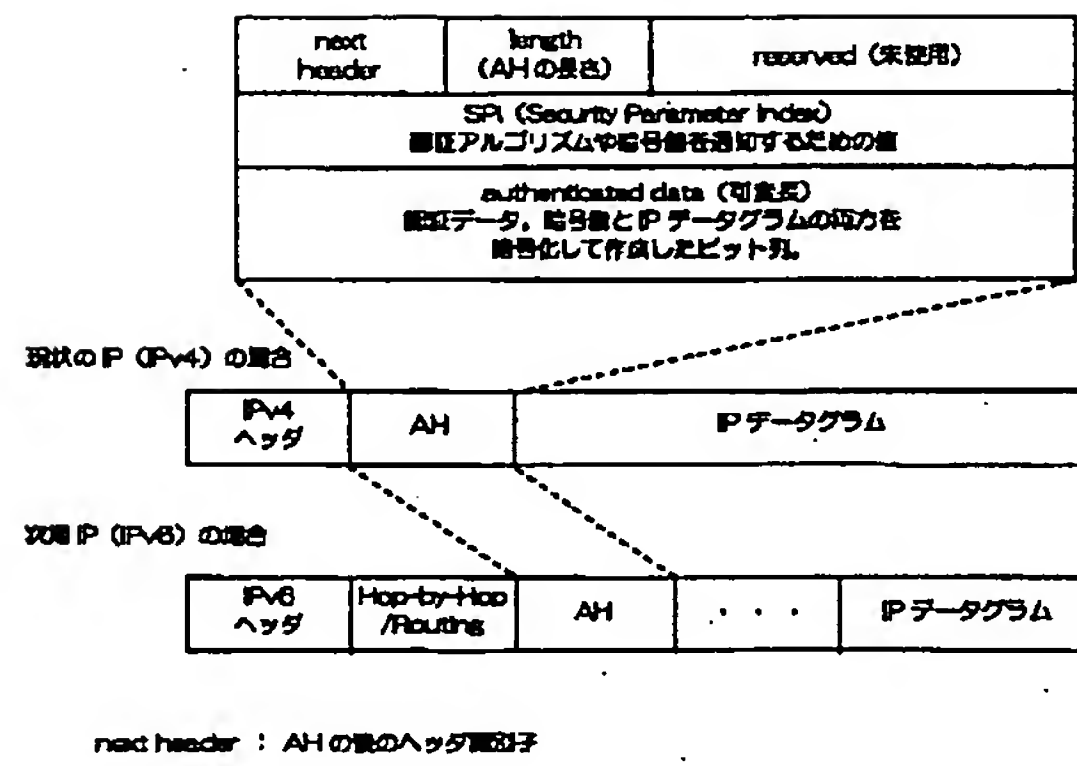 next
header
length
(AHの長さ)
reserved (未使用)
SPI (Security Parameter Index)
認証アルゴリズムや暗号鍵を通知するための値
authenticated data (可変長)
認証データ。暗号鍵とIPデータグラムの両方を
暗号化して作成したビット列。
現状のIP (IPv4) の場合
IPv4
ヘッダ
AH
IPデータグラム
次期IP (IPv6) の場合
IPv6
ヘッダ
Hop-by-Hop
/Routing
AH
・・・
IPデータグラム
next header : AHの後のヘッダ識別子